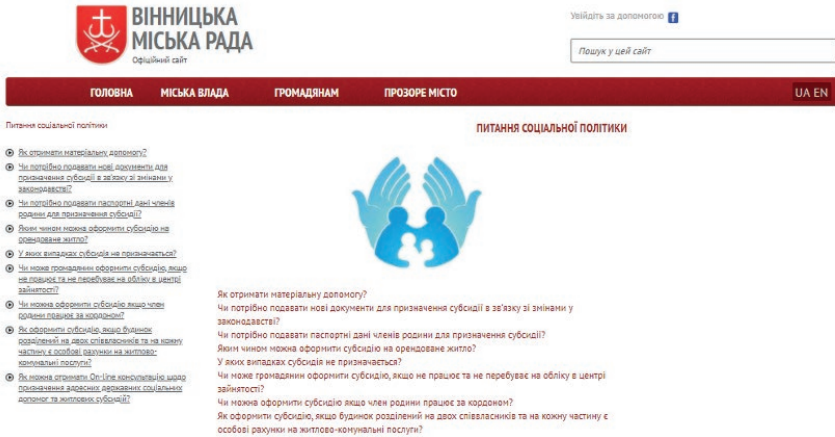 ВІННИЦЬКА
МІСЬКА РАДА
Офіційний сайт
Увійдіть за допомогою f
Пошук у цей сайт
ГОЛОВНА МІСЬКА ВЛАДА ГРОМАДЯНАМ ПРОЗОРЕ МІСТО UA EN
Питання соціальної політики
Як отримати матеріальну допомогу?
Чи потрібно подавати нові документи для
призначення субсидії в зв'язку зі змінами у
законодавстві?
Чи потрібно подавати паспортні дані членів
родини для призначення субсидії?
Яким чином можна оформити субсидію на
орендоване житло?
У яких випадках субсидія не призначається?
Чи може громадянин оформити субсидію, якщо
не працює та не перебуває на обліку в центрі
зайнятості?
Чи можна оформити субсидію якщо член
родини працює за кордоном?
Як оформити субсидію, якщо будинок
розділений на двох співвласників та на кожну
частину є особові рахунки на житлово-
комунальні послуги?
Як можна отримати On-line консультацію щодо
призначення адресних державних соціальних
допомог та житлових субсидій?
ПИТАННЯ СОЦІАЛЬНОЇ ПОЛІТИКИ
Як отримати матеріальну допомогу?
Чи потрібно подавати нові документи для призначення субсидії в зв'язку зі змінами у
законодавстві?
Чи потрібно подавати паспортні дані членів родини для призначення субсидії?
Яким чином можна оформити субсидію на орендоване житло?
У яких випадках субсидія не призначається?
Чи може громадянин оформити субсидію, якщо не працює та не перебуває на обліку в центрі
зайнятості?
Чи можна оформити субсидію якщо член родини працює за кордоном?
Як оформити субсидію, якщо будинок розділений на двох співвласників та на кожну частину є
особові рахунки на житлово-комунальні послуги?